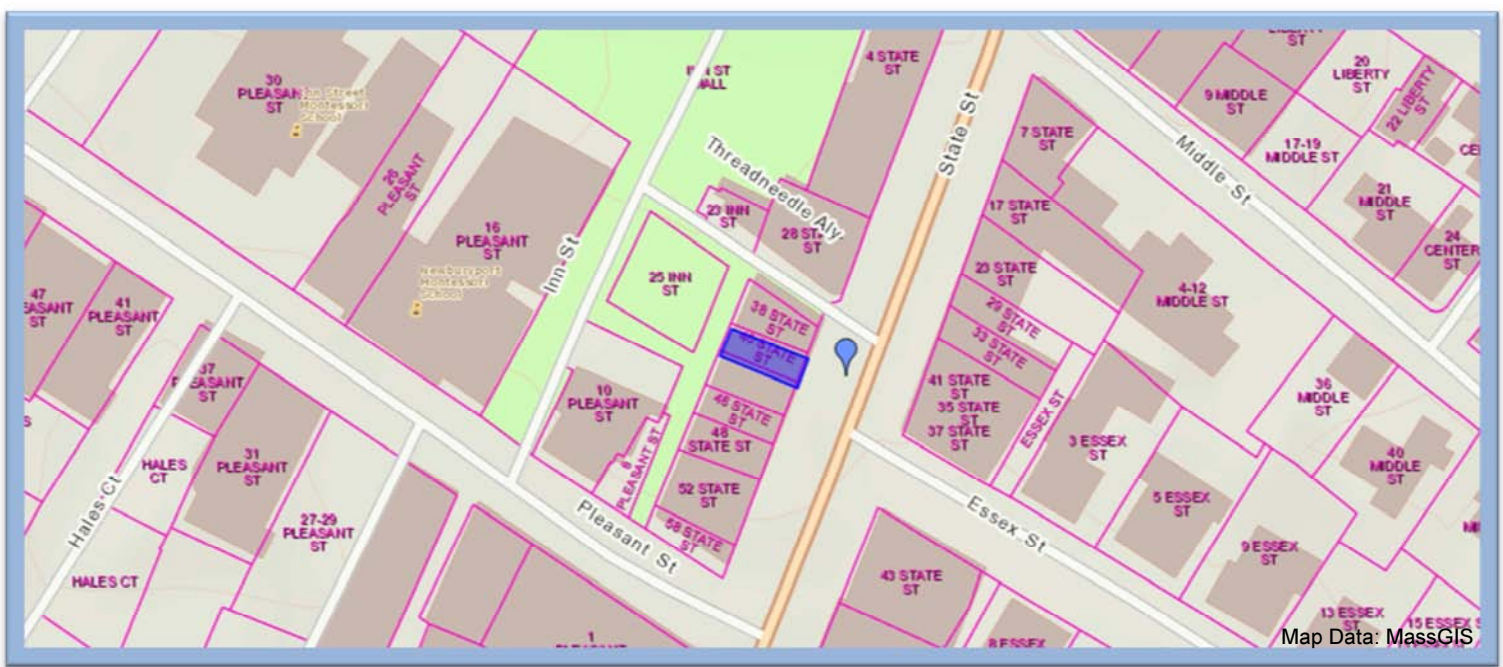 30
PLEASANT
ST
Inn Street
Montessori
School
26
PLEASANT
ST
16
PLEASANT
ST
Newburyport
Montessori
School
Inn St
ST
4 STATE
ST
Threadneedle Aly.
23 INN
ST
28
ST
25 INN
ST
38 STATE
ST
STATE
ST
46 STATE
ST
48
STATE ST
52 STATE
ST
58 STATE
ST
10
PLEASANT
ST
PLEASANT ST
Pleasant St
State St
7 STATE
ST
17 STATE
ST
23 STATE
ST
29 STATE
ST
33 STATE
ST
41 STATE
ST
35 STATE
ST
37 STATE
ST
ESSEX ST
4-12
MIDDLE ST
Middle St
ST
9 MIDDLE
ST
20
LIBERTY
ST
22 LIBERTY
ST
17-19
MIDDLE ST
21
MIDDLE
ST
24
CENTER
ST
36
MIDDLE
ST
40
MIDDLE
ST
3 ESSEX
ST
5 ESSEX
ST
9 ESSEX
ST
13 ESSEX
ST
15 ESSEX
8 ESSEX
Essex St
43 STATE
ST
47
ST
41
PLEASANT
ST
37
ST
31
PLEASANT
ST
HALES
CT
27-29
PLEASANT
ST
Hales Ct
HALES CT
1
Map Data: MassGIS